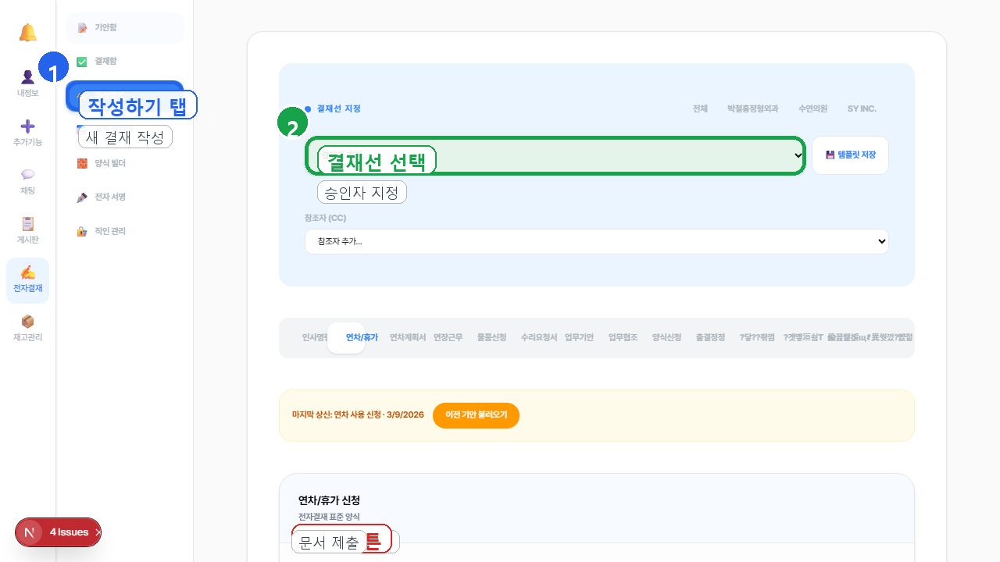 내정보
추가기능
채팅
게시판
전자결재
재고관리
4 Issues
기안함
결재함
1
작성하기 탭
새 결재 작성
양식 빌더
전자 서명
직인 관리
2
결재선 지정
전체
박철홍정형외과
수연의원
SY INC.
결재선 선택
템플릿 저장
승인자 지정
참조자 (CC)
참조자 추가...
인사명령
연차/휴가
연차계획서
연장근무
물품신청
수리요청서
업무기안
업무협조
양식신청
출결정정
마지막 상신: 연차 사용 신청 · 3/9/2026
이전 기안 불러오기
연차/휴가 신청
전자결재 표준 양식
문서 제출
튼